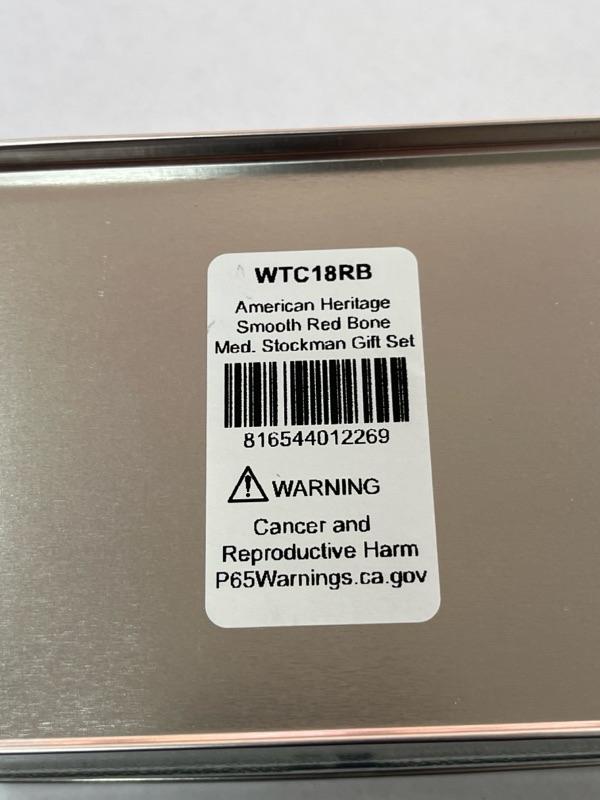 WTC18RB
American Heritage
Smooth Red Bone
Med. Stockman Gift Set
816544012269
WARNING
Cancer and
Reproductive Harm
P65Warnings.ca.gov